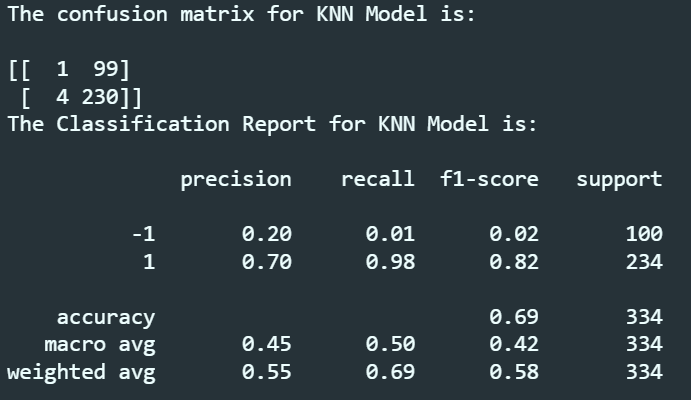 The confusion matrix for KNN Model is:
[[  1  99]
 [  4 230]]
The Classification Report for KNN Model is:
              precision    recall  f1-score   support
          -1       0.20      0.01      0.02       100
           1       0.70      0.98      0.82       234
    accuracy                           0.69       334
   macro avg       0.45      0.50      0.42       334
weighted avg       0.55      0.69      0.58       334